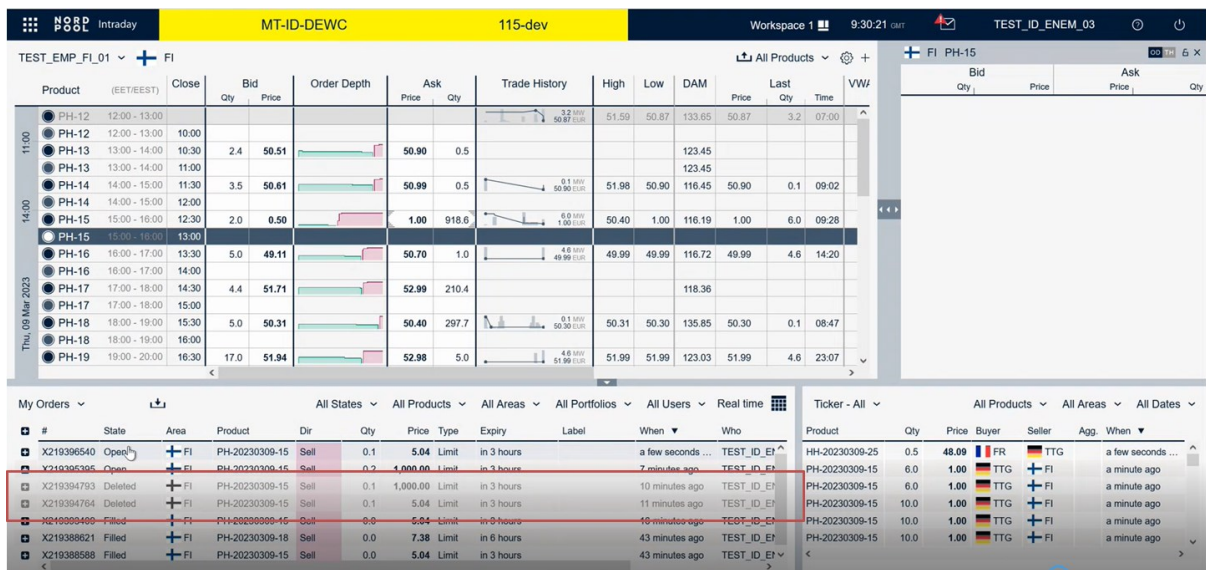 NORD POOL Intraday MT-ID-DEWC 115-dev Workspace 1 9:30:21 GMT TEST_ID_ENEM_03
TEST_EMP_FI_01 FI All Products
FI PH-15 OD TH
Product (EET/EEST) Close Bid Order Depth Ask Trade History High Low DAM Last VWA
Qty Price Price Qty Price Qty Time
Bid Ask
Qty Price Price Qty
PH-12 12:00 - 13:00 3.2 MW 50.87 EUR 51.59 50.87 133.65 50.87 3.2 07:00
PH-12 12:00 - 13:00 10:00
11:00
PH-13 13:00 - 14:00 10:30 2.4 50.51 50.90 0.5 123.45
PH-13 13:00 - 14:00 11:00 123.45
PH-14 14:00 - 15:00 11:30 3.5 50.61 50.99 0.5 0.1 MW 50.90 EUR 51.98 50.90 116.45 50.90 0.1 09:02
PH-14 14:00 - 15:00 12:00
14:00
PH-15 15:00 - 16:00 12:30 2.0 0.50 1.00 918.6 6.0 MW 1.00 EUR 50.40 1.00 116.19 1.00 6.0 09:28
PH-15 15:00 - 16:00 13:00
PH-16 16:00 - 17:00 13:30 5.0 49.11 50.70 1.0 4.6 MW 49.99 EUR 49.99 49.99 116.72 49.99 4.6 14:20
PH-16 16:00 - 17:00 14:00
Thu, 09 Mar 2023
PH-17 17:00 - 18:00 14:30 4.4 51.71 52.99 210.4 118.36
PH-17 17:00 - 18:00 15:00
PH-18 18:00 - 19:00 15:30 5.0 50.31 50.40 297.7 0.1 MW 50.30 EUR 50.31 50.30 135.85 50.30 0.1 08:47
PH-18 18:00 - 19:00 16:00
PH-19 19:00 - 20:00 16:30 17.0 51.94 52.98 5.0 4.6 MW 51.99 EUR 51.99 51.99 123.03 51.99 4.6 23:07
My Orders All States All Products All Areas All Portfolios All Users Real time
# State Area Product Dir Qty Price Type Expiry Label When Who
X219396540 Open FI PH-20230309-15 Sell 0.1 5.04 Limit in 3 hours a few seconds ... TEST_ID_EN
X219395395 Open FI PH-20230309-15 Sell 0.2 1,000.00 Limit in 3 hours 7 minutes ago TEST_ID_EN
X219394793 Deleted FI PH-20230309-15 Sell 0.1 1,000.00 Limit in 3 hours 10 minutes ago TEST_ID_EN
X219394764 Deleted FI PH-20230309-15 Sell 0.1 5.04 Limit in 3 hours 11 minutes ago TEST_ID_EN
Filled FI PH-20230309-15 Sell 0.0 5.04 Limit in 3 hours TEST_ID_EN
X219388621 Filled FI PH-20230309-18 Sell 0.0 7.38 Limit in 6 hours 43 minutes ago TEST_ID_EN
X219388588 Filled FI PH-20230309-15 Sell 0.0 5.04 Limit in 3 hours 43 minutes ago TEST_ID_EN
Ticker - All All Products All Areas All Dates
Product Qty Price Buyer Seller Agg. When
HH-20230309-25 0.5 48.09 FR TTG a few seconds ...
PH-20230309-15 6.0 1.00 TTG FI a minute ago
PH-20230309-15 6.0 1.00 TTG FI a minute ago
PH-20230309-15 10.0 1.00 TTG FI a minute ago
PH-20230309-15 10.0 1.00 TTG FI a minute ago
PH-20230309-15 10.0 1.00 TTG FI a minute ago